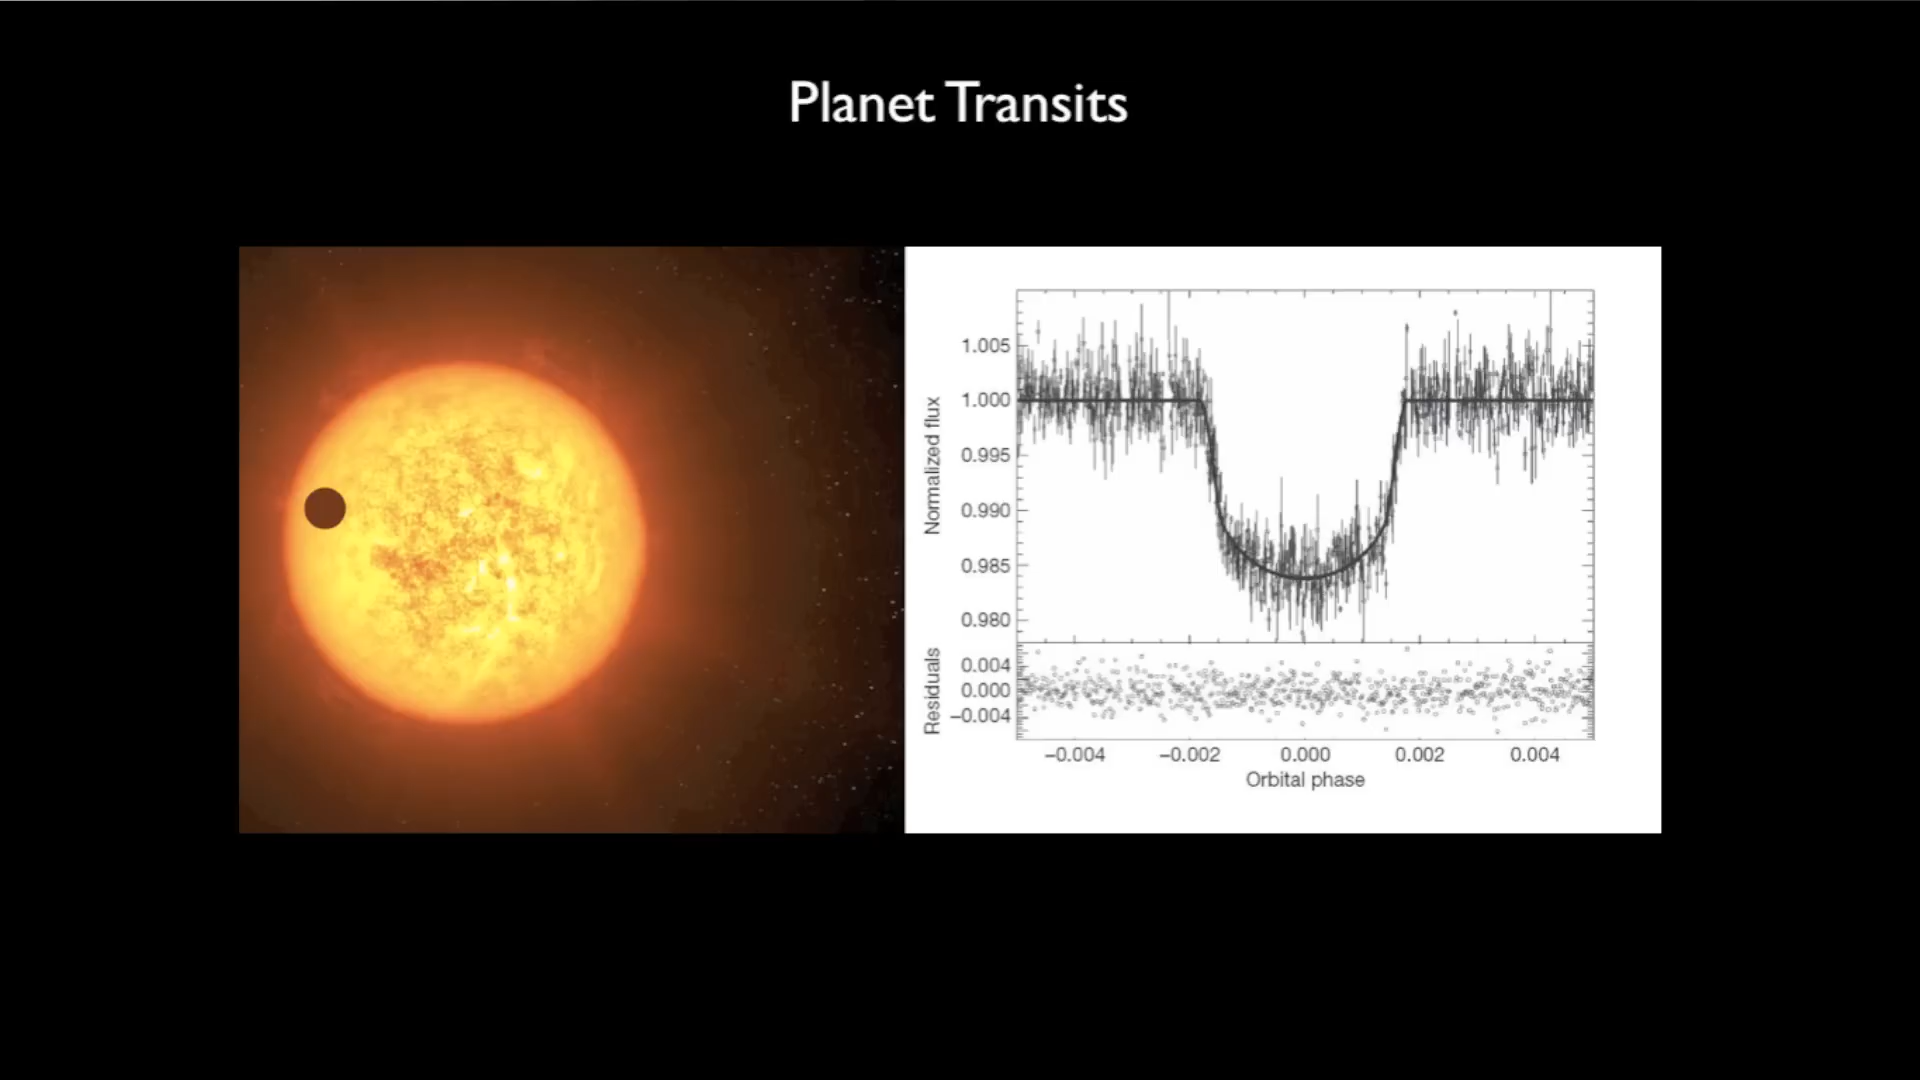 Planet Transits
Normalized flux
1.005
1.000
0.995
0.990
0.985
0.980
Residuals
0.004
0.000
−0.004
−0.004 −0.002 0.000 0.002 0.004
Orbital phase